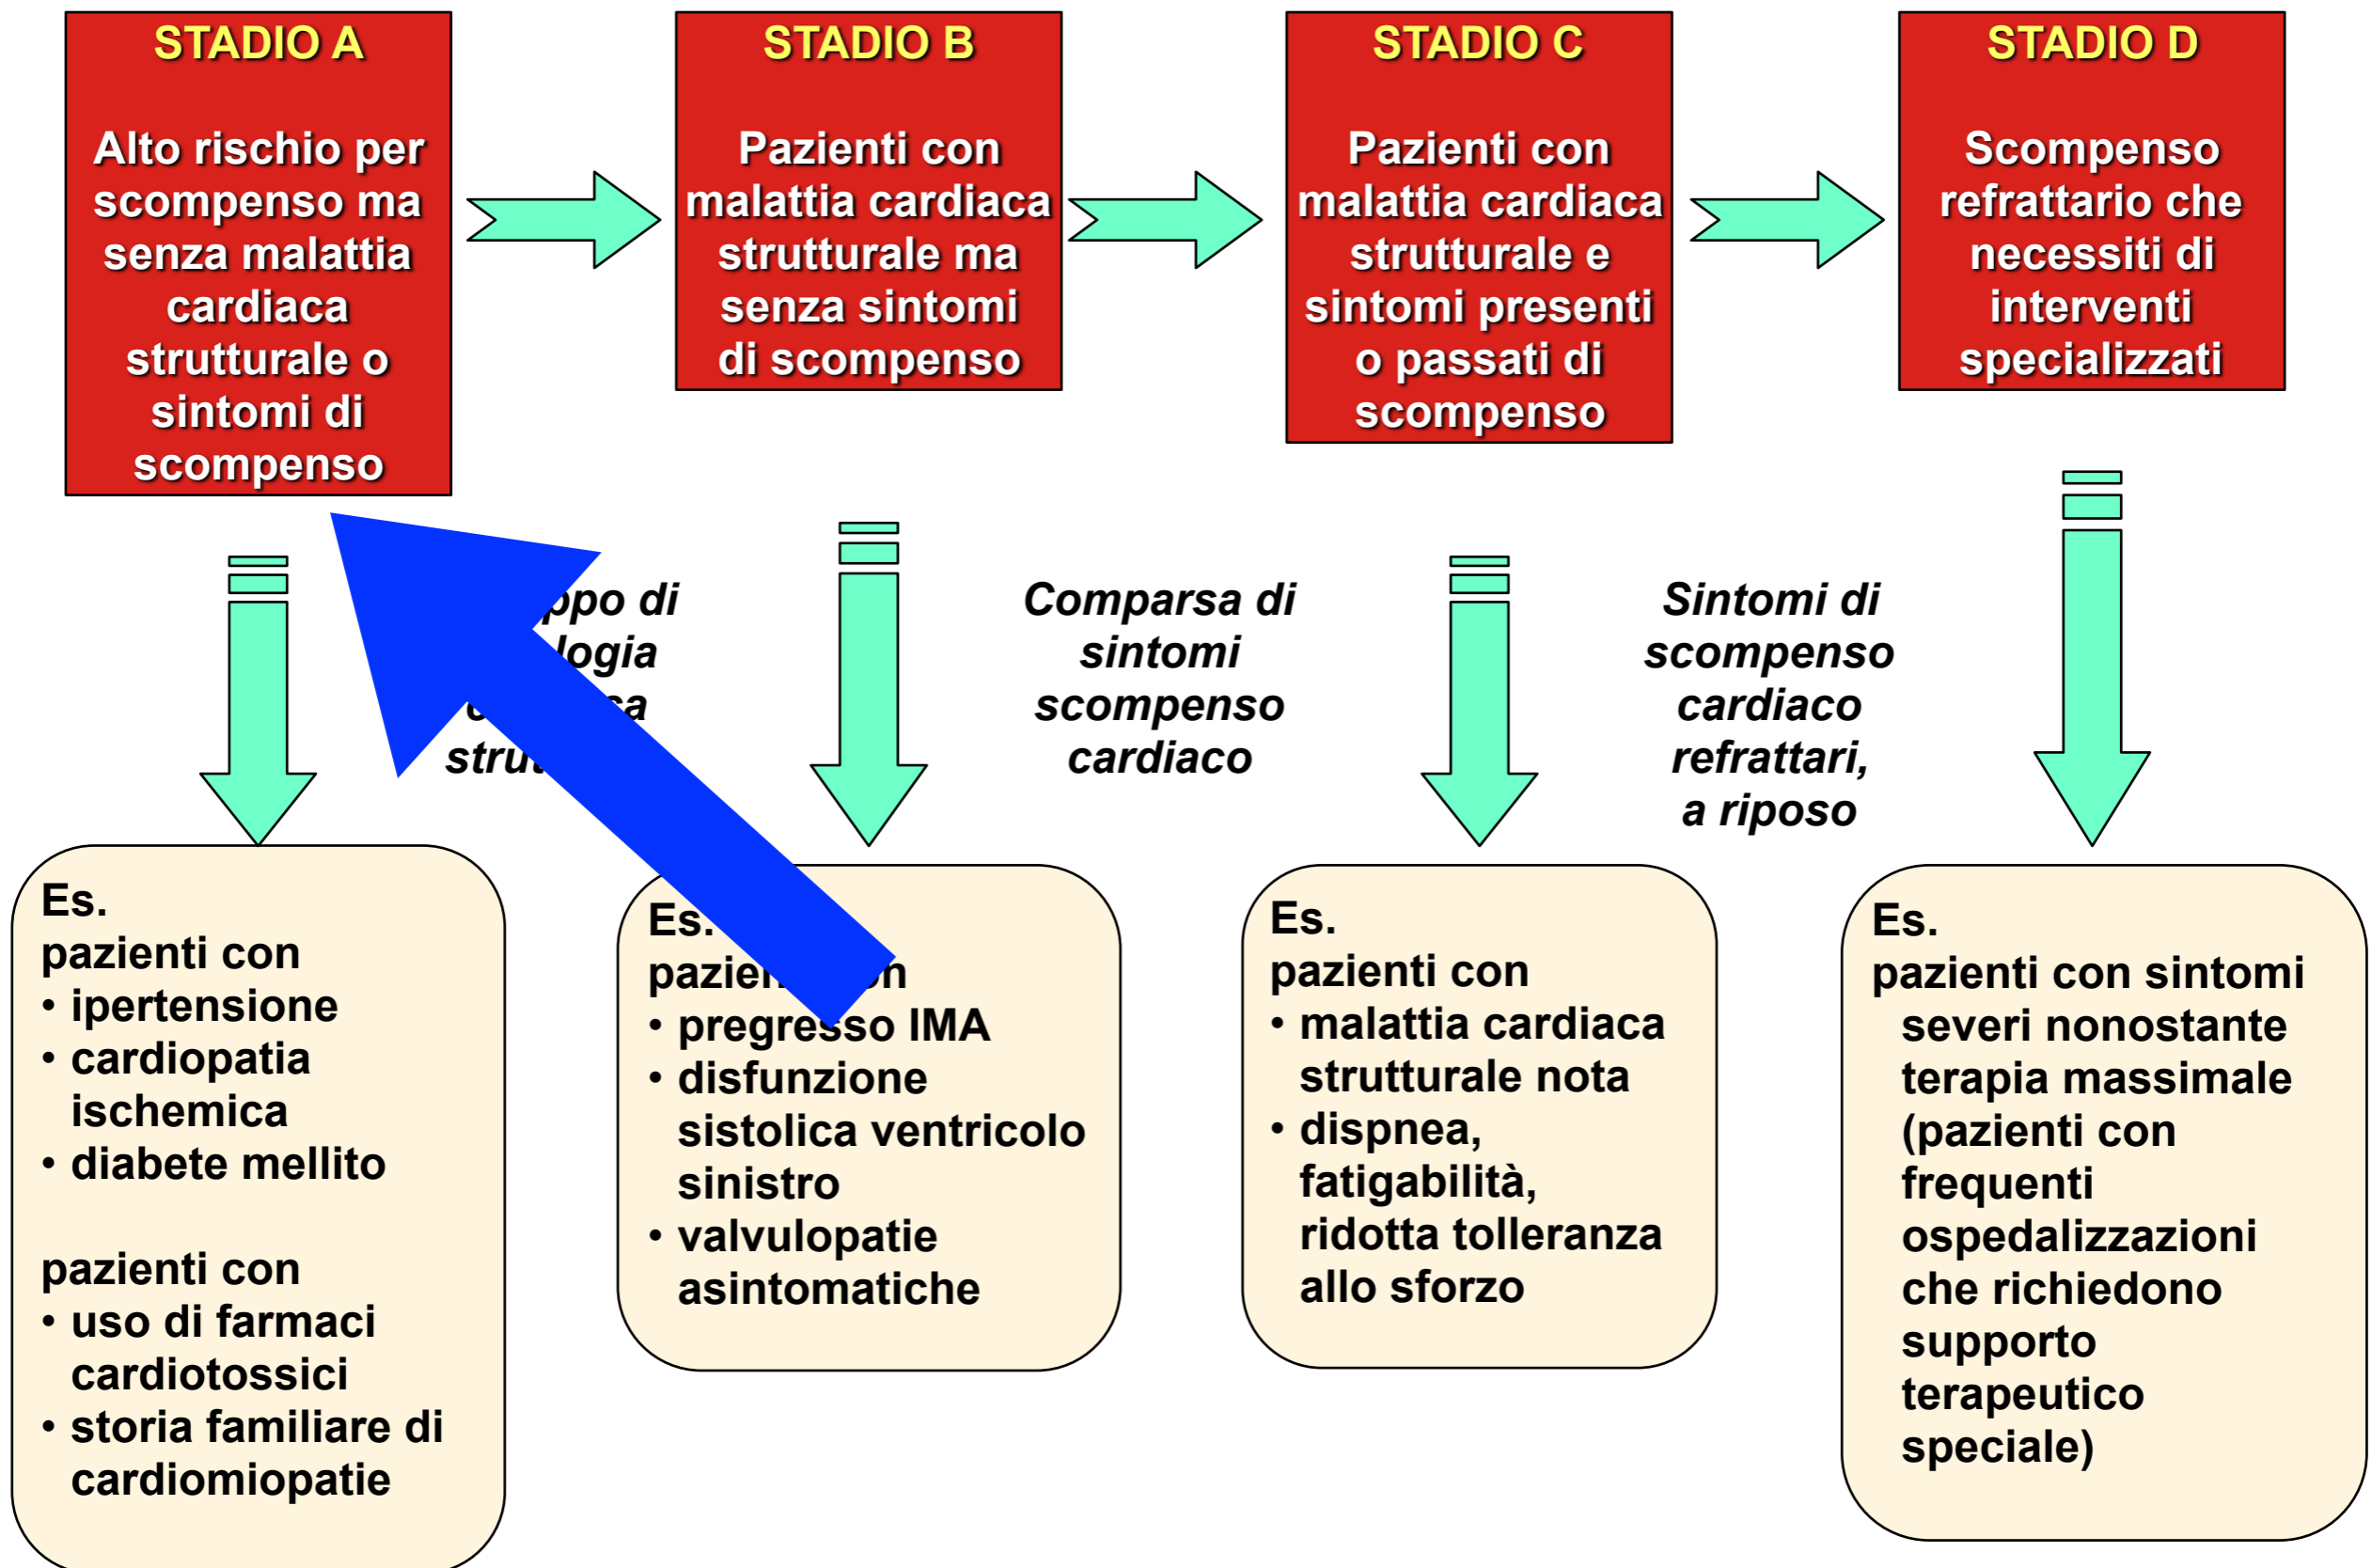 STADIO A
Alto rischio per
scompenso ma
senza malattia
cardiaca
strutturale o
sintomi di
scompenso
STADIO B
Pazienti con
malattia cardiaca
strutturale ma
senza sintomi
di scompenso
STADIO C
Pazienti con
malattia cardiaca
strutturale e
sintomi presenti
o passati di
scompenso
STADIO D
Scompenso
refrattario che
necessiti di
interventi
specializzati
di
Comparsa di
sintomi
scompenso
cardiaco
Sintomi di
scompenso
cardiaco
refrattari,
a riposo
Es.
pazienti con
• ipertensione
• cardiopatia
ischemica
• diabete mellito
pazienti con
• uso di farmaci
cardiotossici
• storia familiare di
cardiomiopatie
Es.
• pregresso IMA
• disfunzione
sistolica ventricolo
sinistro
• valvulopatie
asintomatiche
Es.
pazienti con
• malattia cardiaca
strutturale nota
• dispnea,
fatigabilità,
ridotta tolleranza
allo sforzo
Es.
pazienti con sintomi
severi nonostante
terapia massimale
(pazienti con
frequenti
ospedalizzazioni
che richiedono
supporto
terapeutico
speciale)